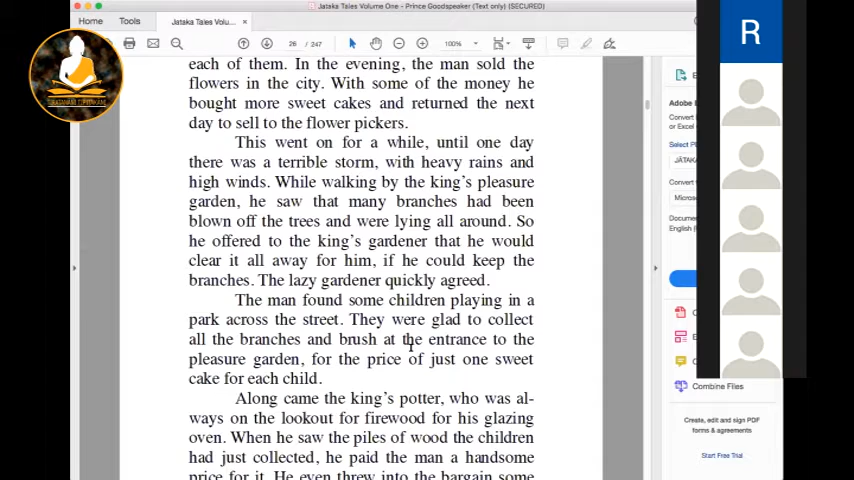 Jataka Tales Volume One - Prince Goodspeaker (Text only) (SECURED)
Home Tools Jataka Tales Volu... ×
26 / 247 100%
R
each of them. In the evening, the man sold the
flowers in the city. With some of the money he
bought more sweet cakes and returned the next
day to sell to the flower pickers.
This went on for a while, until one day
there was a terrible storm, with heavy rains and
high winds. While walking by the king's pleasure
garden, he saw that many branches had been
blown off the trees and were lying all around. So
he offered to the king's gardener that he would
clear it all away for him, if he could keep the
branches. The lazy gardener quickly agreed.
The man found some children playing in a
park across the street. They were glad to collect
all the branches and brush at the entrance to the
pleasure garden, for the price of just one sweet
cake for each child.
Along came the king's potter, who was al-
ways on the lookout for firewood for his glazing
oven. When he saw the piles of wood the children
had just collected, he paid the man a handsome
price for it. He even threw into the bargain some
Adobe
Convert
or Excel
Select
JĀTAKA
Convert
Micros
Docume
English (
Combine Files
Create, edit and sign PDF
forms & agreements
Start Free Trial